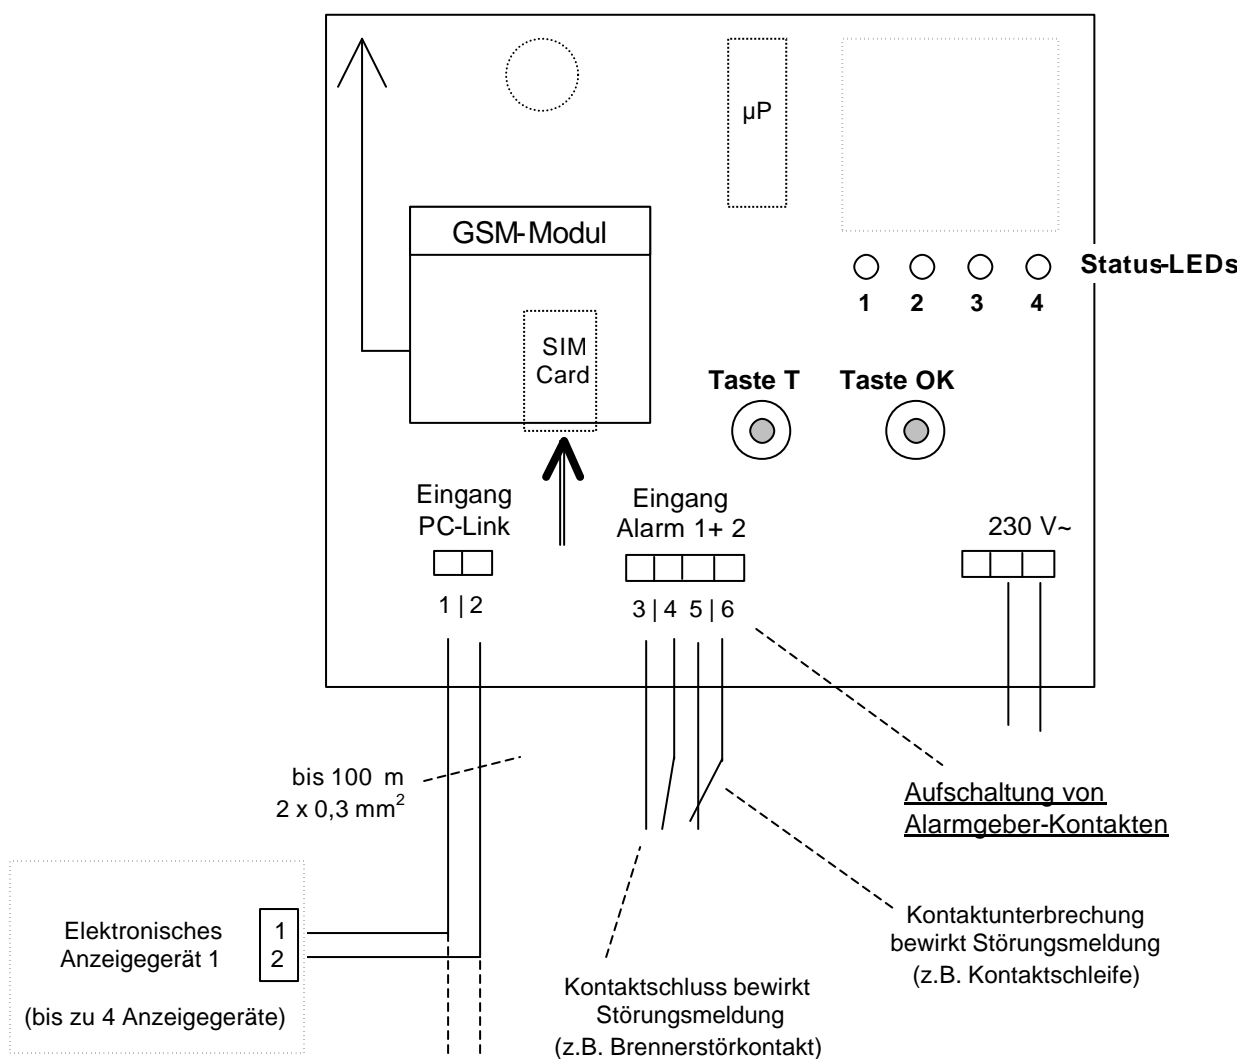 µP
GSM-Modul
Status-LEDs
1 2 3 4
SIM
Card
Taste T
Taste OK
Eingang
PC-Link
Eingang
Alarm 1+ 2
230 V~
1 | 2
3 | 4 5 | 6
bis 100 m
2 x 0,3 mm²
Aufschaltung von
Alarmgeber-Kontakten
Elektronisches
Anzeigegerät 1
1
2
(bis zu 4 Anzeigegeräte)
Kontaktschluss bewirkt
Störungsmeldung
(z.B. Brennerstörkontakt)
Kontaktunterbrechung
bewirkt Störungsmeldung
(z.B. Kontaktschleife)